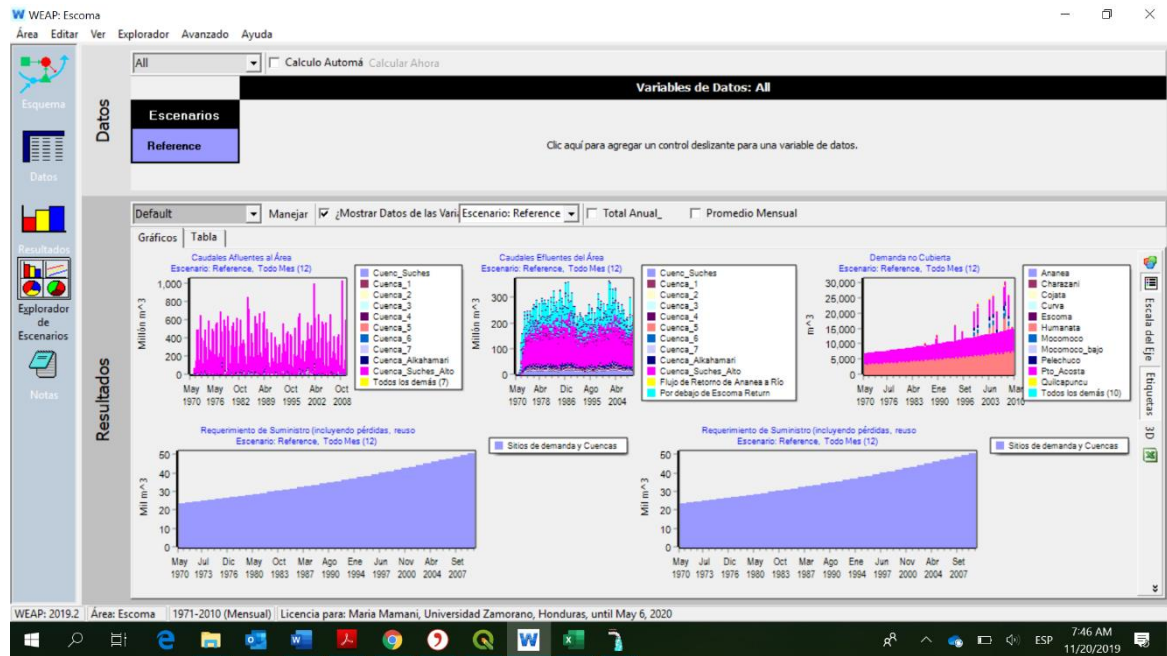 WEAP: Escoma
Área Editar Ver Explorador Avanzado Ayuda
Esquema
Datos
Resultados
Explorador
de
Escenarios
Notas
Datos
All
Calculo Automá Calcular Ahora
Variables de Datos: All
Escenarios
Reference
Clic aquí para agregar un control deslizante para una variable de datos.
Resultados
Default Manejar ¿Mostrar Datos de las Vari Escenario: Reference Total Anual_ Promedio Mensual
Gráficos Tabla
Caudales Afluentes al Área
Escenario: Reference, Todo Mes (12)
Millón m^3
1,000
800
600
400
200
0
May May Oct Abr Oct Abr Oct
1970 1976 1982 1989 1995 2002 2008
Cuenc_Suches
Cuenca_1
Cuenca_2
Cuenca_3
Cuenca_4
Cuenca_5
Cuenca_6
Cuenca_7
Cuenca_Alkahamari
Cuenca_Suches_Alto
Todos los demás (7)
Caudales Efluentes del Área
Escenario: Reference, Todo Mes (12)
Millón m^3
300
200
100
0
May Abr Dic Ago Abr
1970 1978 1986 1995 2004
Cuenc_Suches
Cuenca_1
Cuenca_2
Cuenca_3
Cuenca_4
Cuenca_5
Cuenca_6
Cuenca_7
Cuenca_Alkahamari
Cuenca_Suches_Alto
Flujo de Retorno de Ananea a Río
Por debajo de Escoma Return
Demanda no Cubierta
Escenario: Reference, Todo Mes (12)
m^3
30,000
25,000
20,000
15,000
10,000
5,000
0
May Jul Abr Ene Set Jun Mar
1970 1976 1983 1990 1996 2003 2010
Ananea
Charazani
Cojata
Curva
Escoma
Humanata
Mocomoco
Mocomoco_bajo
Pelechuco
Pto_Acosta
Quilcapuncu
Todos los demás (10)
Requerimiento de Suministro (incluyendo pérdidas, reuso
Escenario: Reference, Todo Mes (12)
Mil m^3
50
40
30
20
10
0
May Jul Dic May Oct Mar Ago Ene Jun Nov Abr Set
1970 1973 1976 1980 1983 1987 1990 1994 1997 2000 2004 2007
Sitios de demanda y Cuencas
Requerimiento de Suministro (incluyendo pérdidas, reuso
Escenario: Reference, Todo Mes (12)
Mil m^3
50
40
30
20
10
0
May Jul Dic May Oct Mar Ago Ene Jun Nov Abr Set
1970 1973 1976 1980 1983 1987 1990 1994 1997 2000 2004 2007
Sitios de demanda y Cuencas
Escala del Eje
Etiquetas
3D
WEAP: 2019.2 Área: Escoma 1971-2010 (Mensual) Licencia para: Maria Mamani, Universidad Zamorano, Honduras, until May 6, 2020
ESP
7:46 AM
11/20/2019